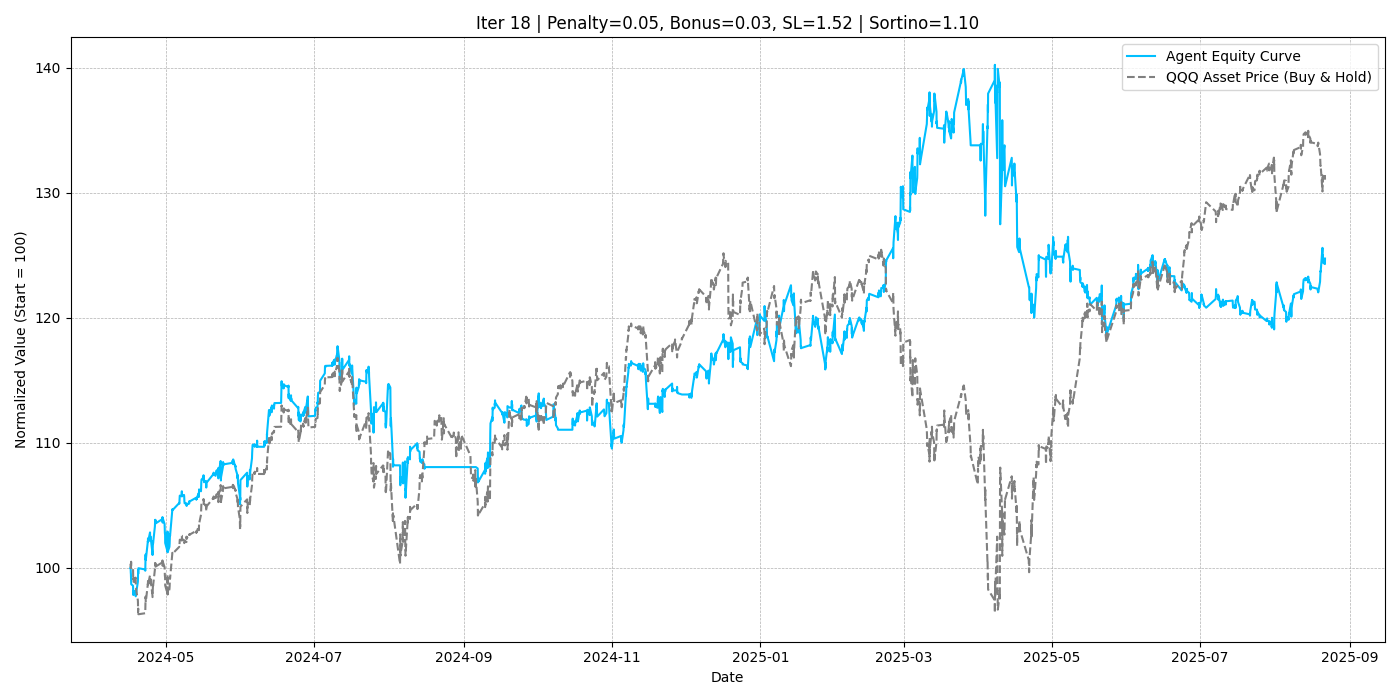 Iter 18 | Penalty=0.05, Bonus=0.03, SL=1.52 | Sortino=1.10
Agent Equity Curve
QQQ Asset Price (Buy & Hold)
Normalized Value (Start = 100)
140
130
120
110
100
2024-05
2024-07
2024-09
2024-11
2025-01
2025-03
2025-05
2025-07
2025-09
Date